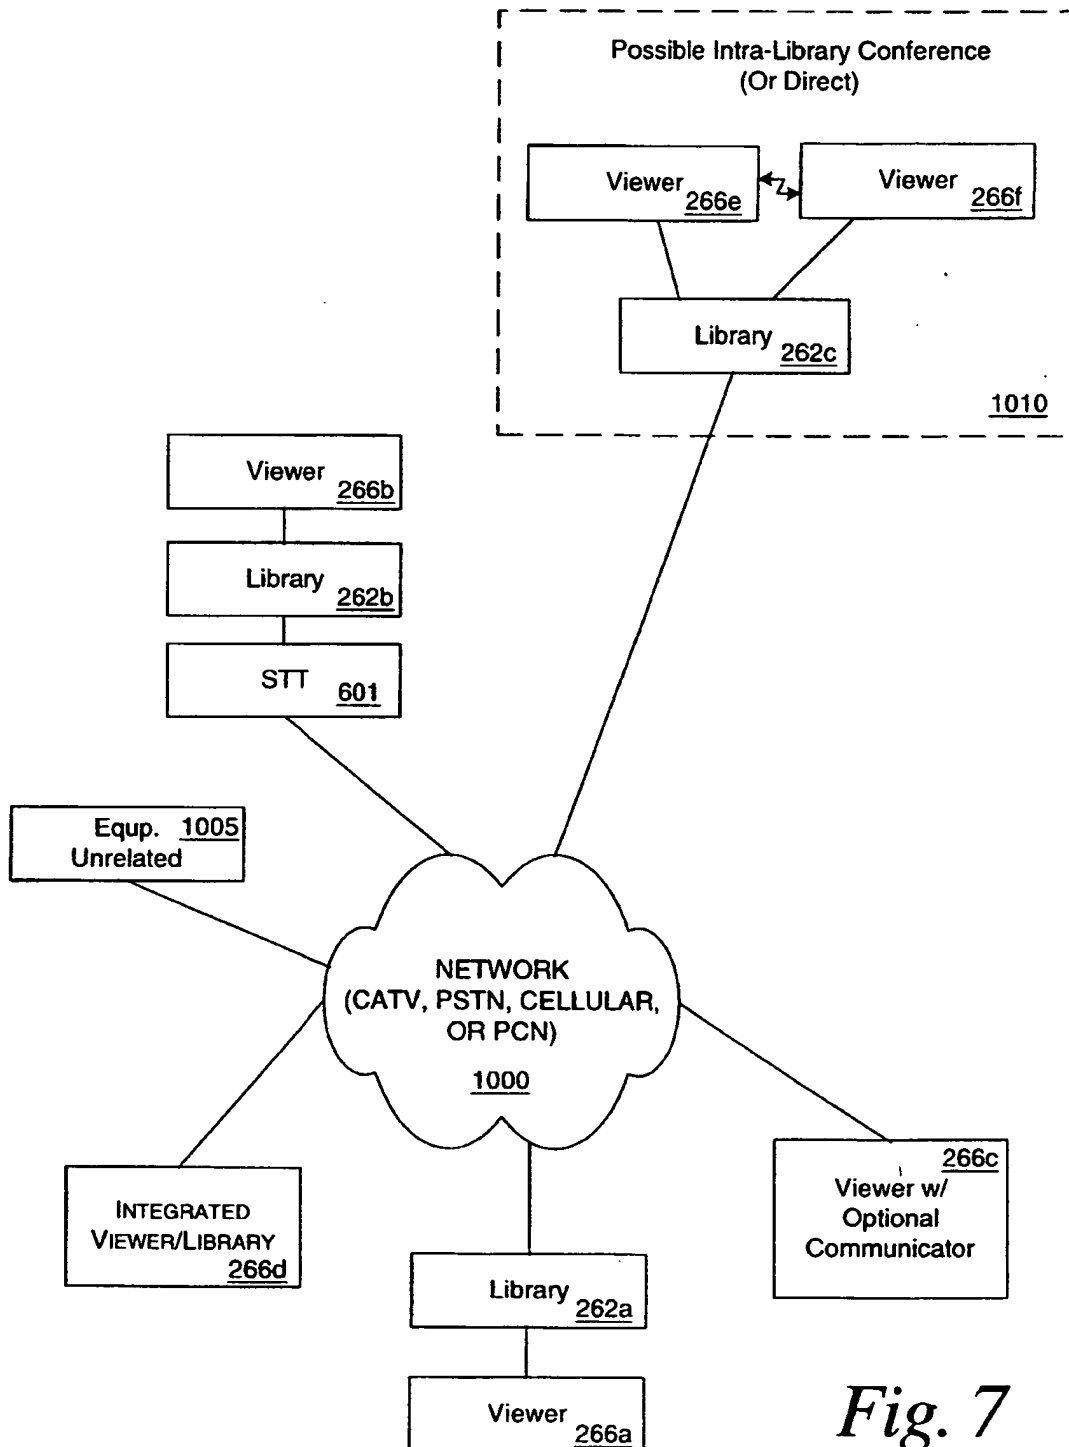 Possible Intra-Library Conference
(Or Direct)
Viewer 266e
Viewer 266f
Library 262c
1010
Viewer 266b
Library 262b
STT 601
Equp. 1005
Unrelated
NETWORK
(CATV, PSTN, CELLULAR,
OR PCN)
1000
266c
Viewer w/
Optional
Communicator
INTEGRATED
VIEWER/LIBRARY
266d
Library 262a
Viewer 266a
Fig. 7